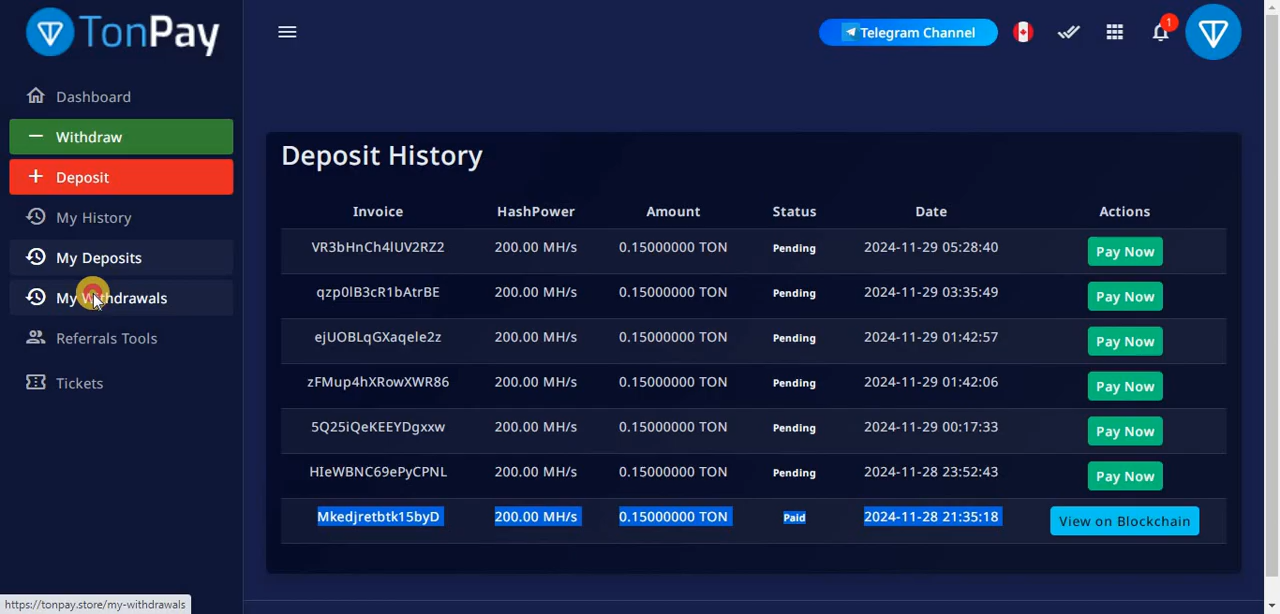 TonPay
Telegram Channel
1
Dashboard
Withdraw
Deposit
My History
My Deposits
My Withdrawals
Referrals Tools
Tickets
Deposit History
Invoice HashPower Amount Status Date Actions
VR3bHnCh4lUV2RZ2 200.00 MH/s 0.15000000 TON Pending 2024-11-29 05:28:40 Pay Now
qzp0lB3cR1bAtrBE 200.00 MH/s 0.15000000 TON Pending 2024-11-29 03:35:49 Pay Now
ejUOBLqGXaqele2z 200.00 MH/s 0.15000000 TON Pending 2024-11-29 01:42:57 Pay Now
zFMup4hXRowXWR86 200.00 MH/s 0.15000000 TON Pending 2024-11-29 01:42:06 Pay Now
5Q25iQeKEEYDgxxw 200.00 MH/s 0.15000000 TON Pending 2024-11-29 00:17:33 Pay Now
HIeWBNC69ePyCPNL 200.00 MH/s 0.15000000 TON Pending 2024-11-28 23:52:43 Pay Now
Mkedjretbtk15byD 200.00 MH/s 0.15000000 TON Paid 2024-11-28 21:35:18 View on Blockchain
https://tonpay.store/my-withdrawals